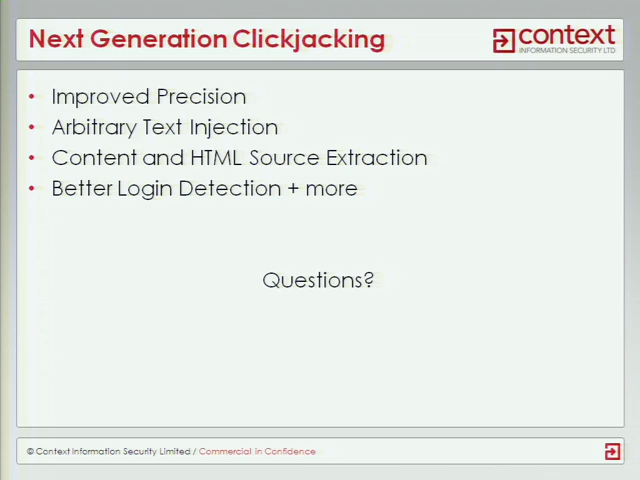 Next Generation Clickjacking
context
INFORMATION SECURITY LTD
• Improved Precision
• Arbitrary Text Injection
• Content and HTML Source Extraction
• Better Login Detection + more
Questions?
© Context Information Security Limited / Commercial in Confidence